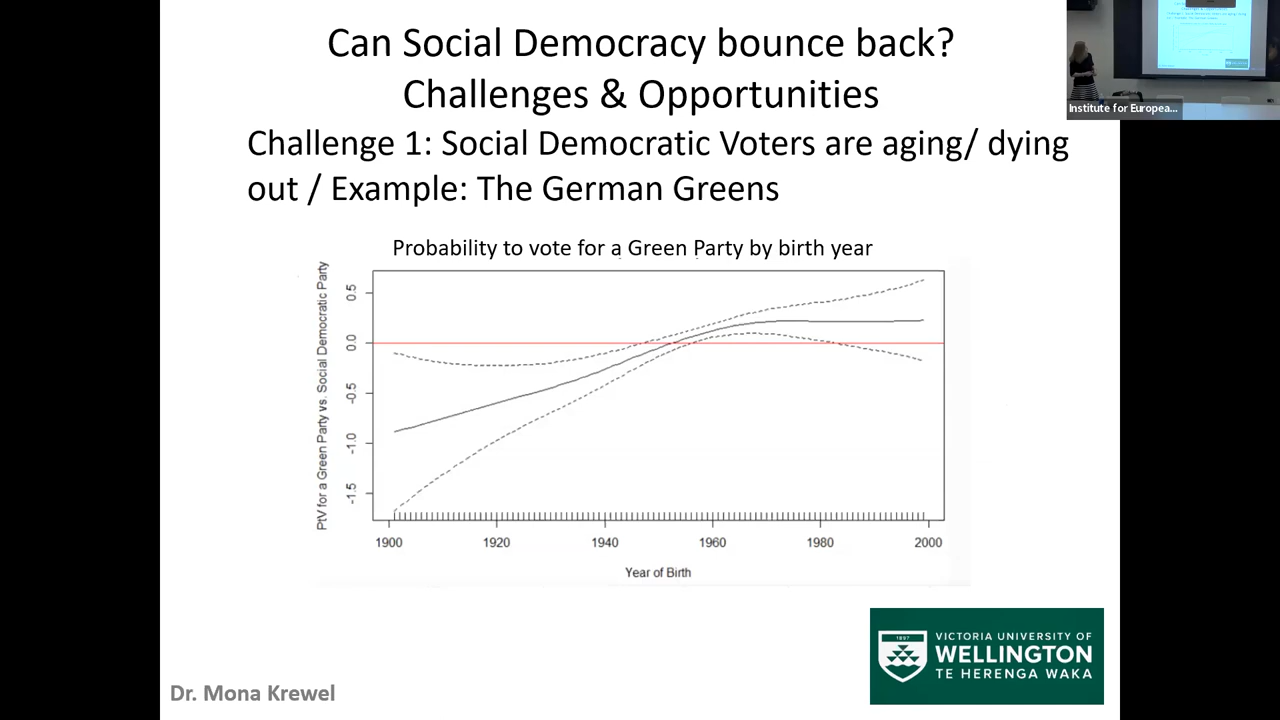 Can Social Democracy bounce back?
Challenges & Opportunities
Challenge 1: Social Democratic Voters are aging/ dying
out / Example: The German Greens
Probability to vote for a Green Party by birth year
PtV for a Green Party vs. Social Democratic Party
0.5
0.0
-0.5
-1.0
-1.5
1900 1920 1940 1960 1980 2000
Year of Birth
1897
VICTORIA UNIVERSITY OF
WELLINGTON
TE HERENGA WAKA
Dr. Mona Krewel
Institute for Europea...